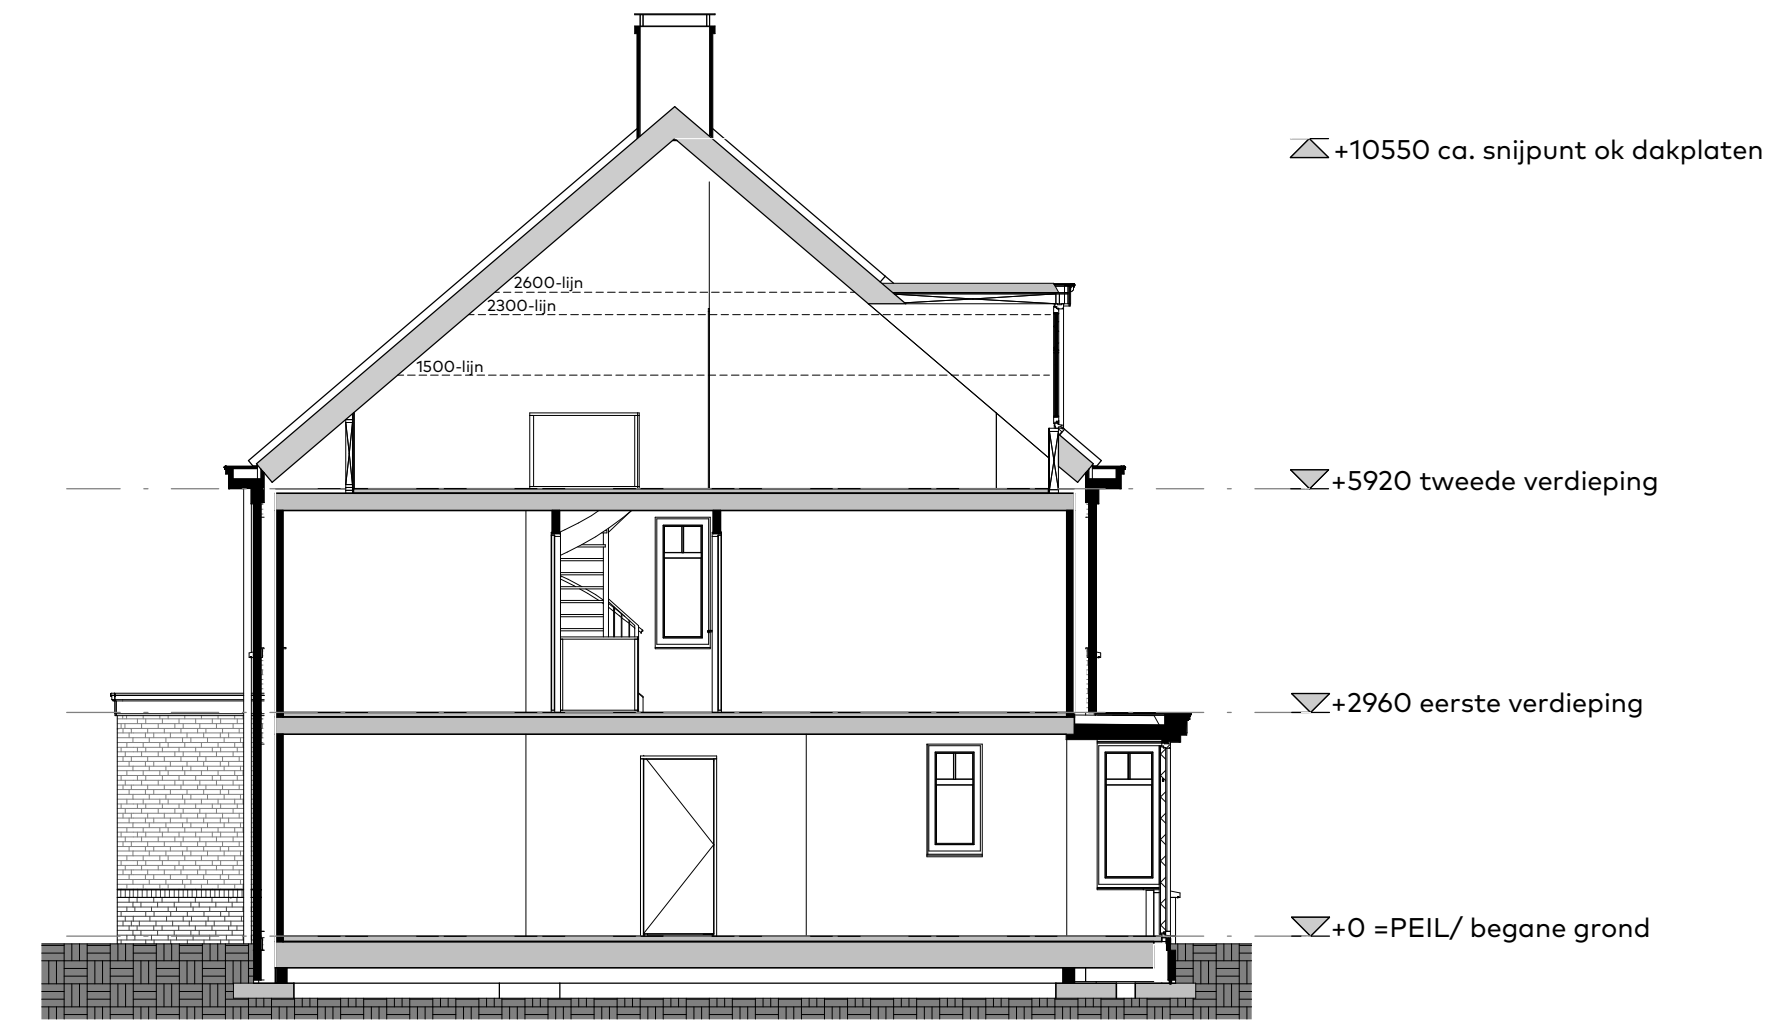 +10550 ca. snijpunt ok dakplaten
2600-lijn
2300-lijn
1500-lijn
+5920 tweede verdieping
+2960 eerste verdieping
+0 =PEIL/ begane grond